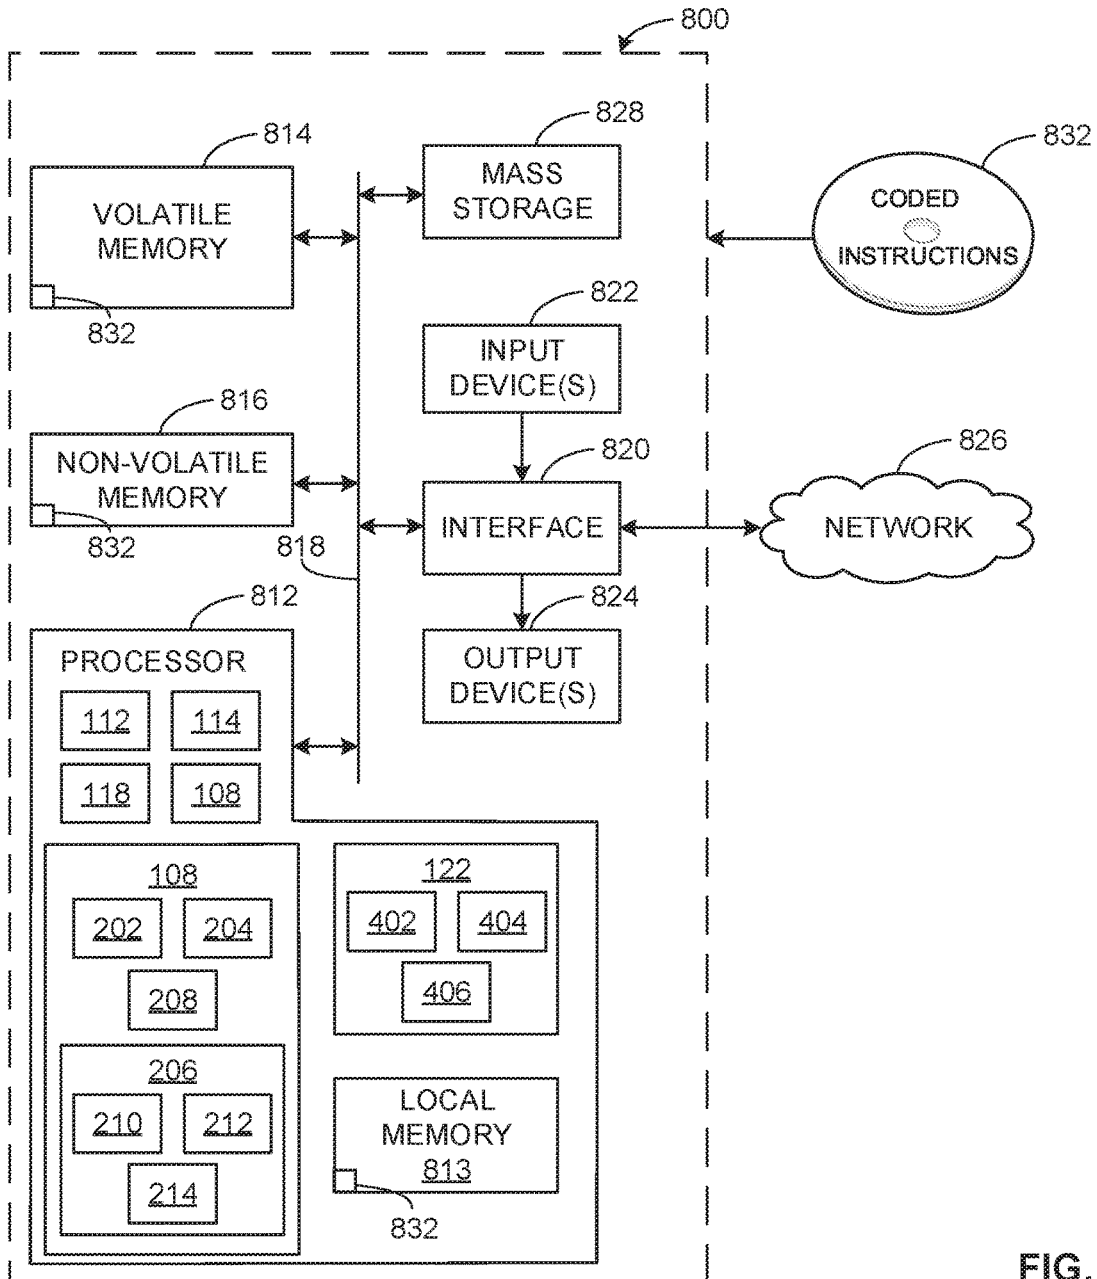 800
814
VOLATILE
MEMORY
832
828
MASS
STORAGE
832
CODED
INSTRUCTIONS
822
INPUT
DEVICE(S)
816
NON-VOLATILE
MEMORY
832
818
820
INTERFACE
826
NETWORK
824
OUTPUT
DEVICE(S)
812
PROCESSOR
112
114
118
108
108
202
204
208
206
210
212
214
122
402
404
406
LOCAL
MEMORY
813
832
FIG.